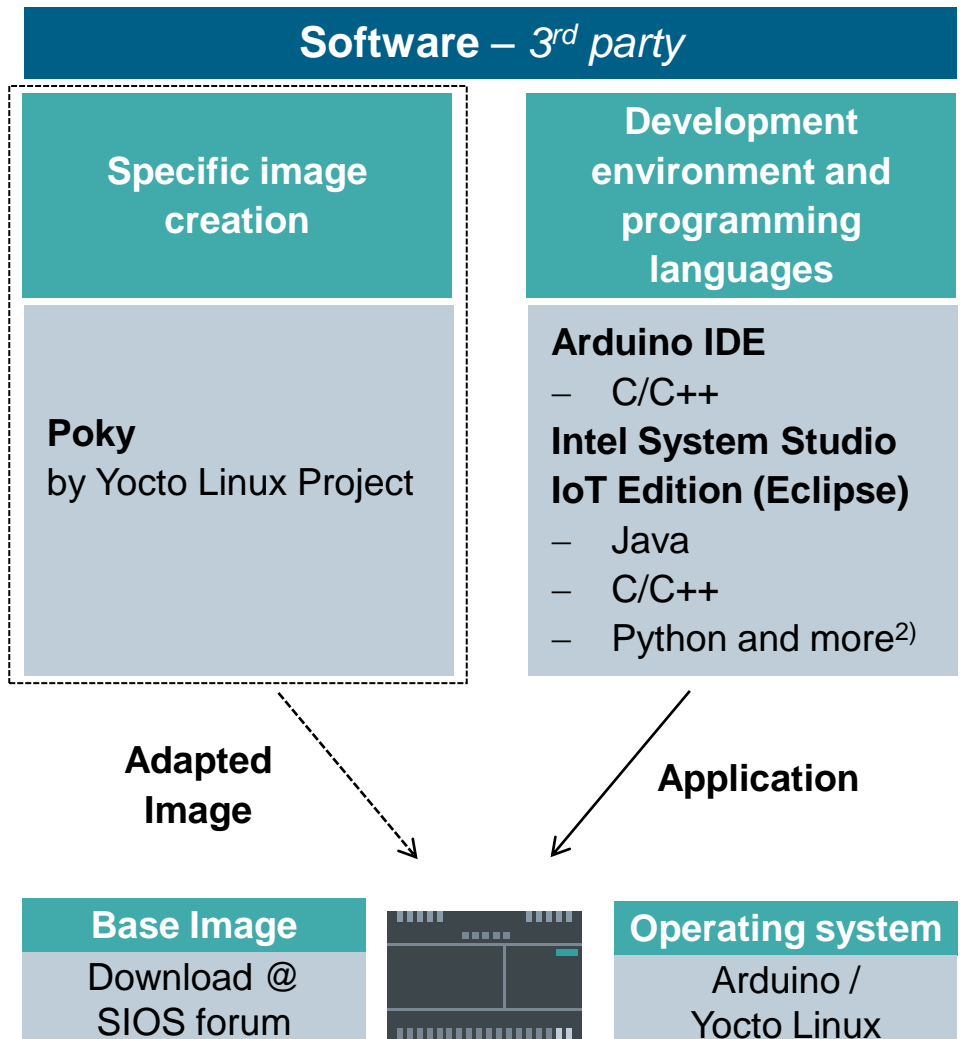 Software – 3rd party
Specific image
creation
Development
environment and
programming
languages
Poky
by Yocto Linux Project
Arduino IDE
– C/C++
Intel System Studio
IoT Edition (Eclipse)
– Java
– C/C++
– Python and more2)
Adapted
Image
Application
Base Image
Download @
SIOS forum
Operating system
Arduino /
Yocto Linux